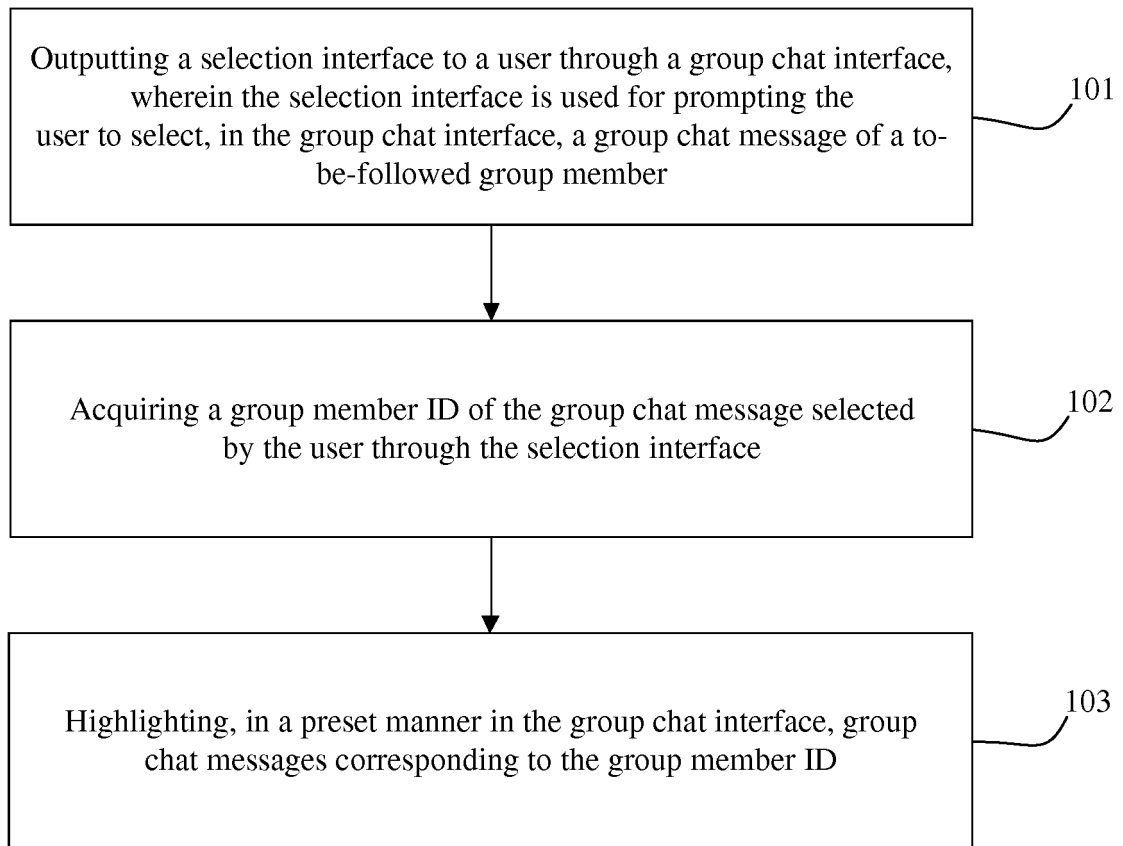 Outputting a selection interface to a user through a group chat interface,
wherein the selection interface is used for prompting the
user to select, in the group chat interface, a group chat message of a to-
be-followed group member
101
Acquiring a group member ID of the group chat message selected
by the user through the selection interface
102
Highlighting, in a preset manner in the group chat interface, group
chat messages corresponding to the group member ID
103